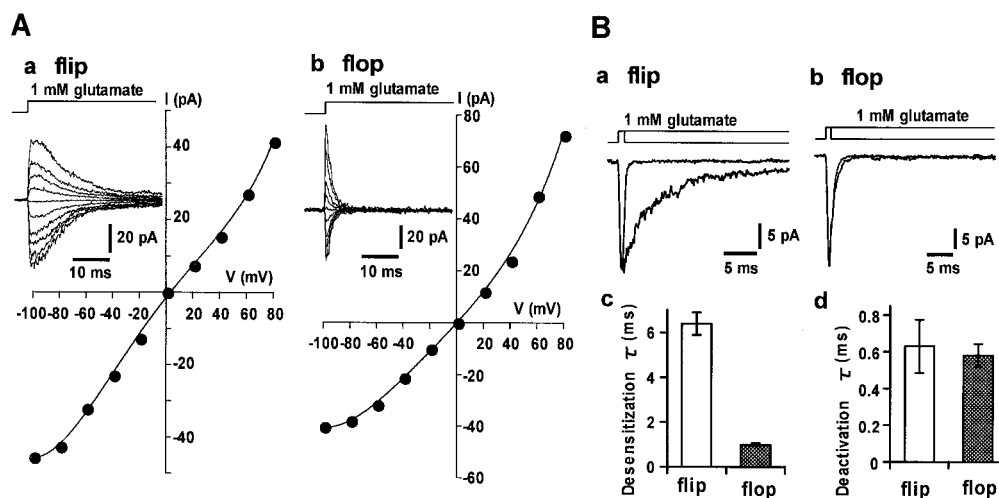 A
a flip
1 mM glutamate
I (pA)
40
20
-20
-40
20 pA
10 ms
V (mV)
-100 -80 -60 -40 -20 20 40 60 80
b flop
1 mM glutamate
I (pA)
80
60
40
20
-20
-40
-60
20 pA
10 ms
V (mV)
-100 -80 -60 -40 -20 20 40 60 80
B
a flip
1 mM glutamate
5 pA
5 ms
b flop
1 mM glutamate
5 pA
5 ms
c
Desensitization τ (ms)
6
4
2
0
flip flop
d
Deactivation τ (ms)
0.8
0.6
0.4
0.2
0
flip flop